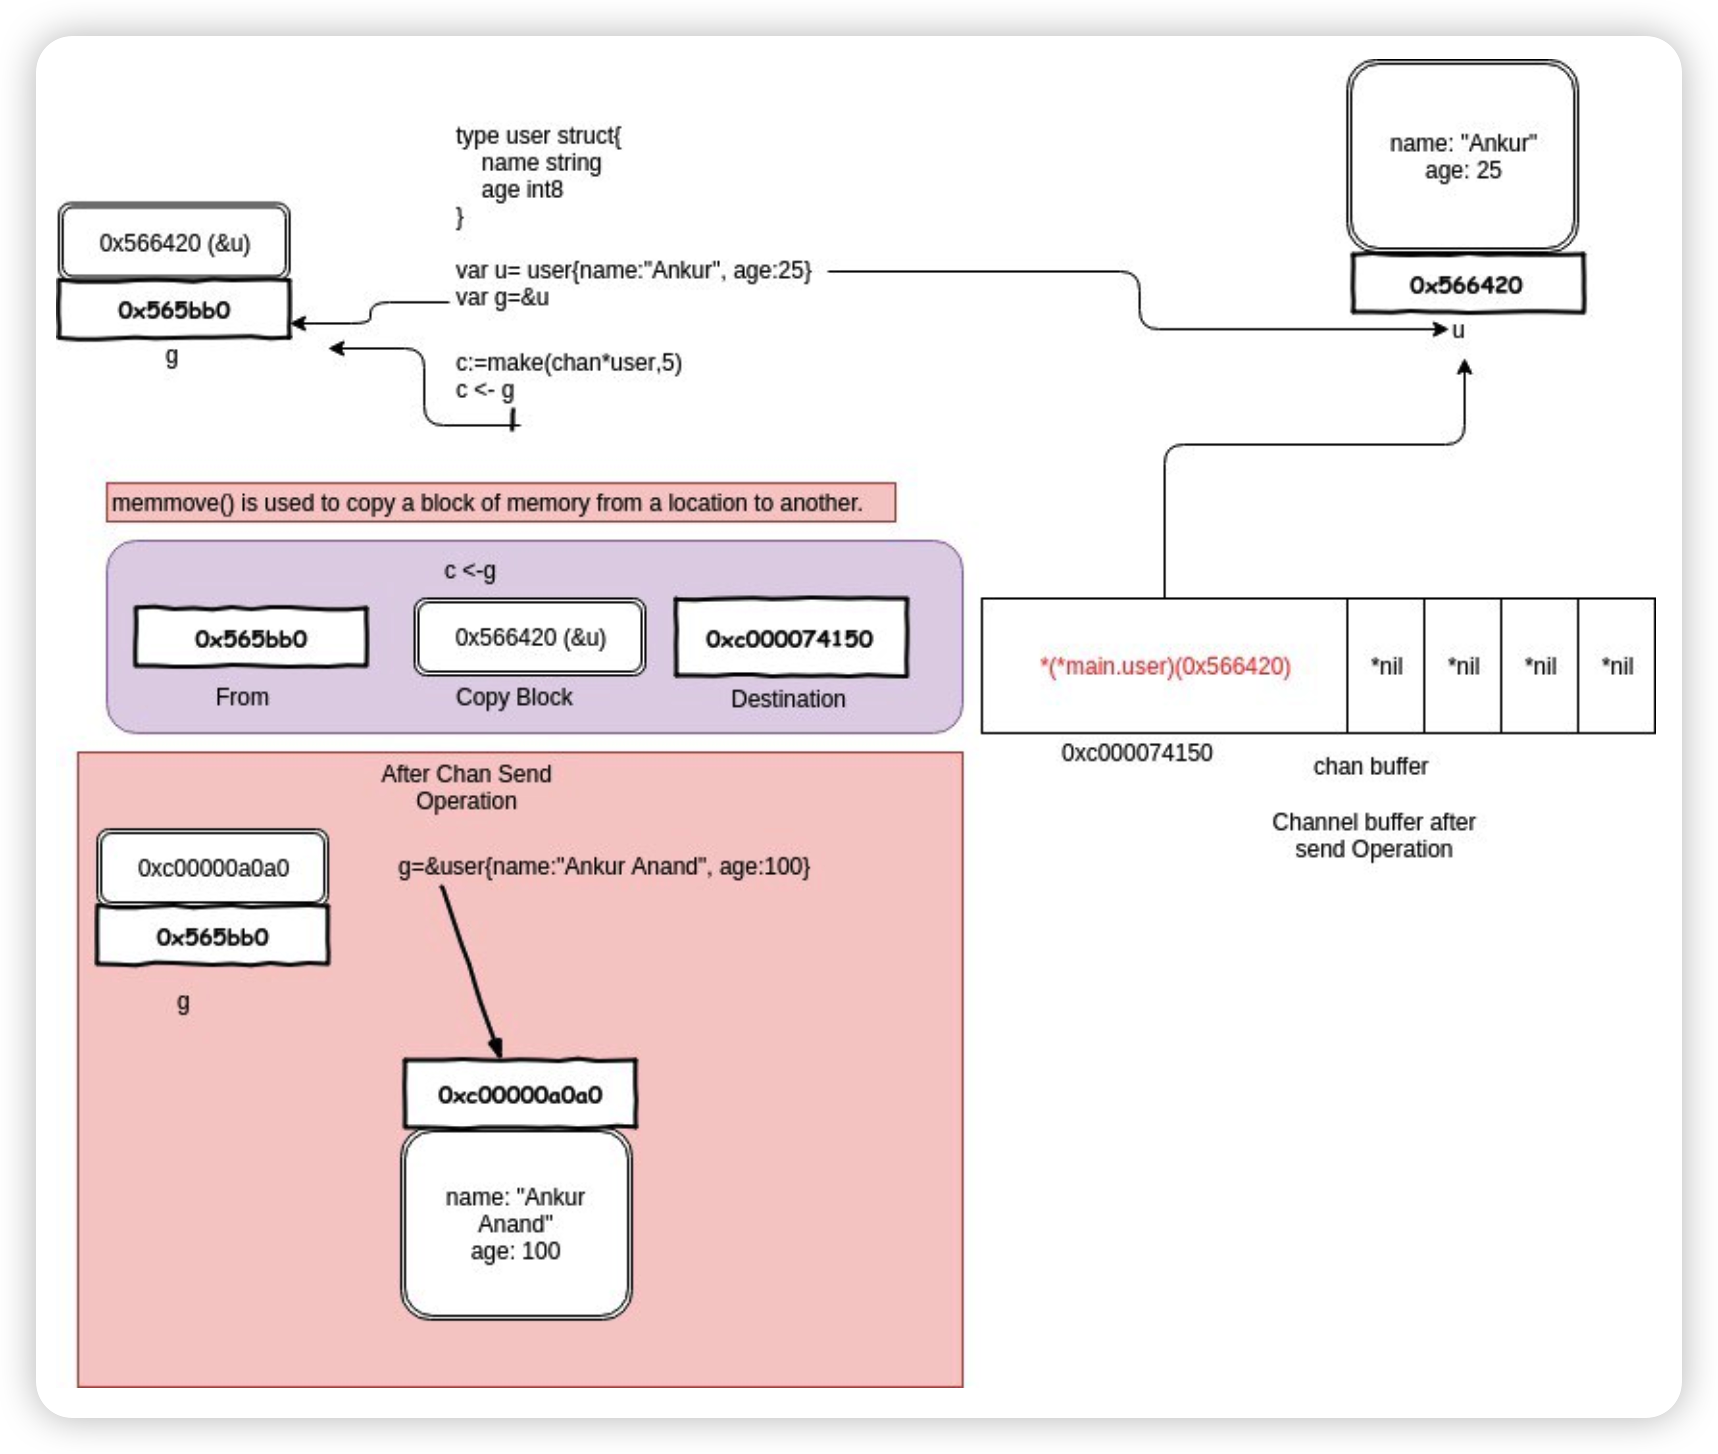 name: "Ankur"
age: 25
0x566420
u
type user struct{
name string
age int8
}
var u= user{name:"Ankur", age:25}
var g=&u
c:=make(chan*user,5)
c <- g
0x566420 (&u)
0x565bb0
g
memmove() is used to copy a block of memory from a location to another.
c <-g
0x565bb0
From
0x566420 (&u)
Copy Block
0xc000074150
Destination
*(*main.user)(0x566420)
*nil
*nil
*nil
*nil
0xc000074150
chan buffer
Channel buffer after
send Operation
After Chan Send
Operation
0xc00000a0a0
0x565bb0
g
g=&user{name:"Ankur Anand", age:100}
0xc00000a0a0
name: "Ankur
Anand"
age: 100